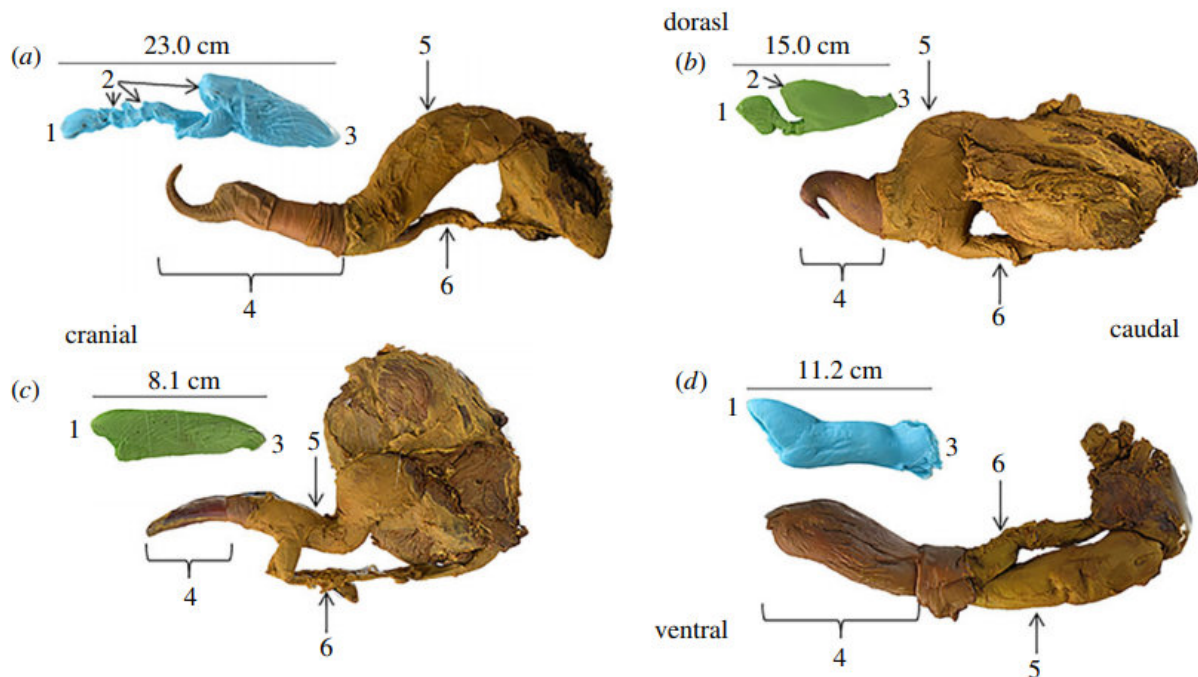 dorasl
(a) 23.0 cm 5 (b) 15.0 cm 5
2 2
1 3 1 3
4 6 4 6
cranial caudal
(c) 8.1 cm (d) 11.2 cm
1 3 5 1 3 6
4 6
ventral 4 5